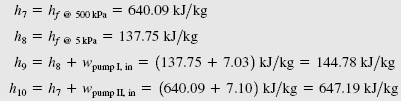 h7 = hf @ 500 kPa = 640.09 kJ/kg
h8 = hf @ 5 kPa = 137.75 kJ/kg
h9 = h8 + wpump I, in = (137.75 + 7.03) kJ/kg = 144.78 kJ/kg
h10 = h7 + wpump II, in = (640.09 + 7.10) kJ/kg = 647.19 kJ/kg